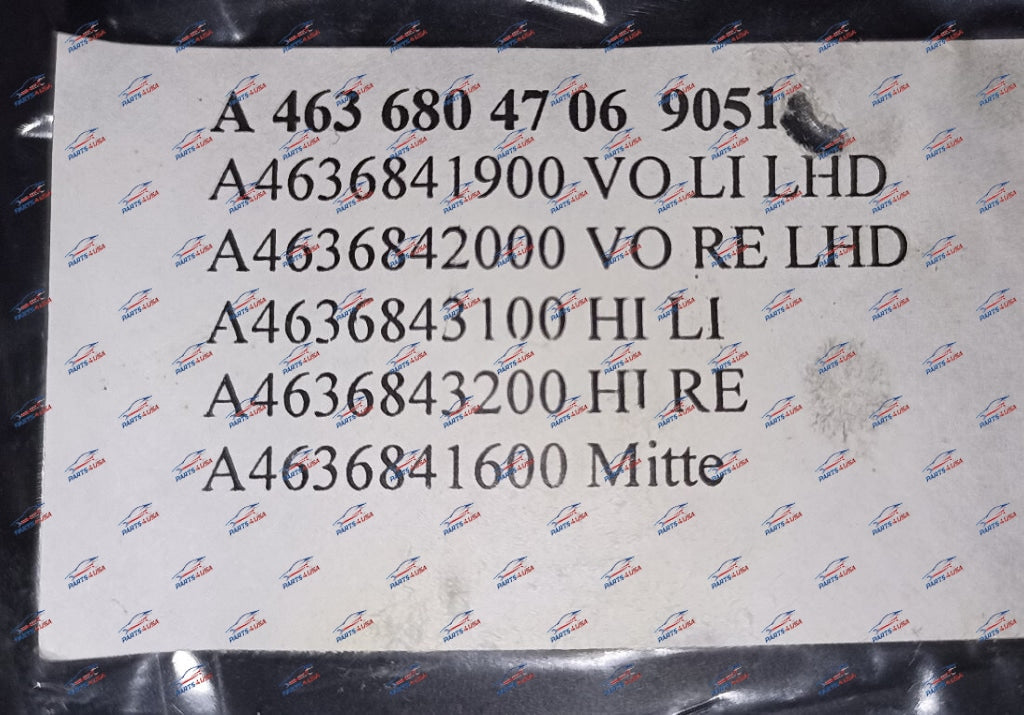 A 463 680 47 06 9051
A4636841900 VO LI LHD
A4636842000 VO RE LHD
A4636843100 HI LI
A4636843200 HI RE
A4636841600 Mitte
PARTS4USA